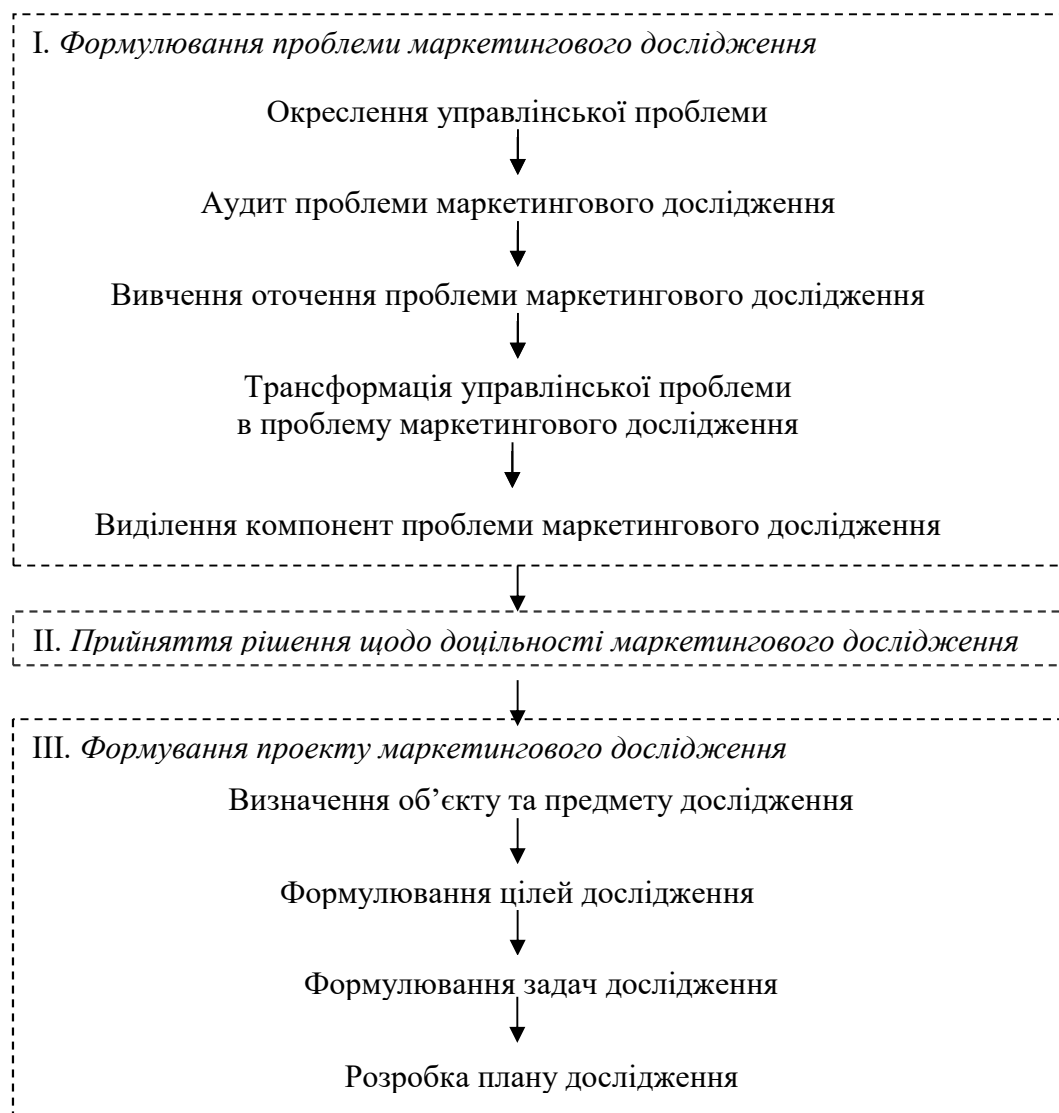 І. Формулювання проблеми маркетингового дослідження
Окреслення управлінської проблеми
Аудит проблеми маркетингового дослідження
Вивчення оточення проблеми маркетингового дослідження
Трансформація управлінської проблеми
в проблему маркетингового дослідження
Виділення компонент проблеми маркетингового дослідження
ІІ. Прийняття рішення щодо доцільності маркетингового дослідження
ІІІ. Формування проекту маркетингового дослідження
Визначення об’єкту та предмету дослідження
Формулювання цілей дослідження
Формулювання задач дослідження
Розробка плану дослідження